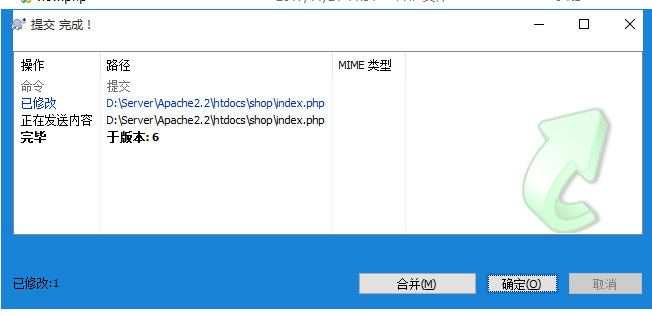 提交 完成！
操作 路径 MIME 类型
命令 提交
已修改 D:\Server\Apache2.2\htdocs\shop\index.php
正在发送内容 D:\Server\Apache2.2\htdocs\shop\index.php
完毕 于版本: 6
已修改:1 合并(M) 确定(O) 取消